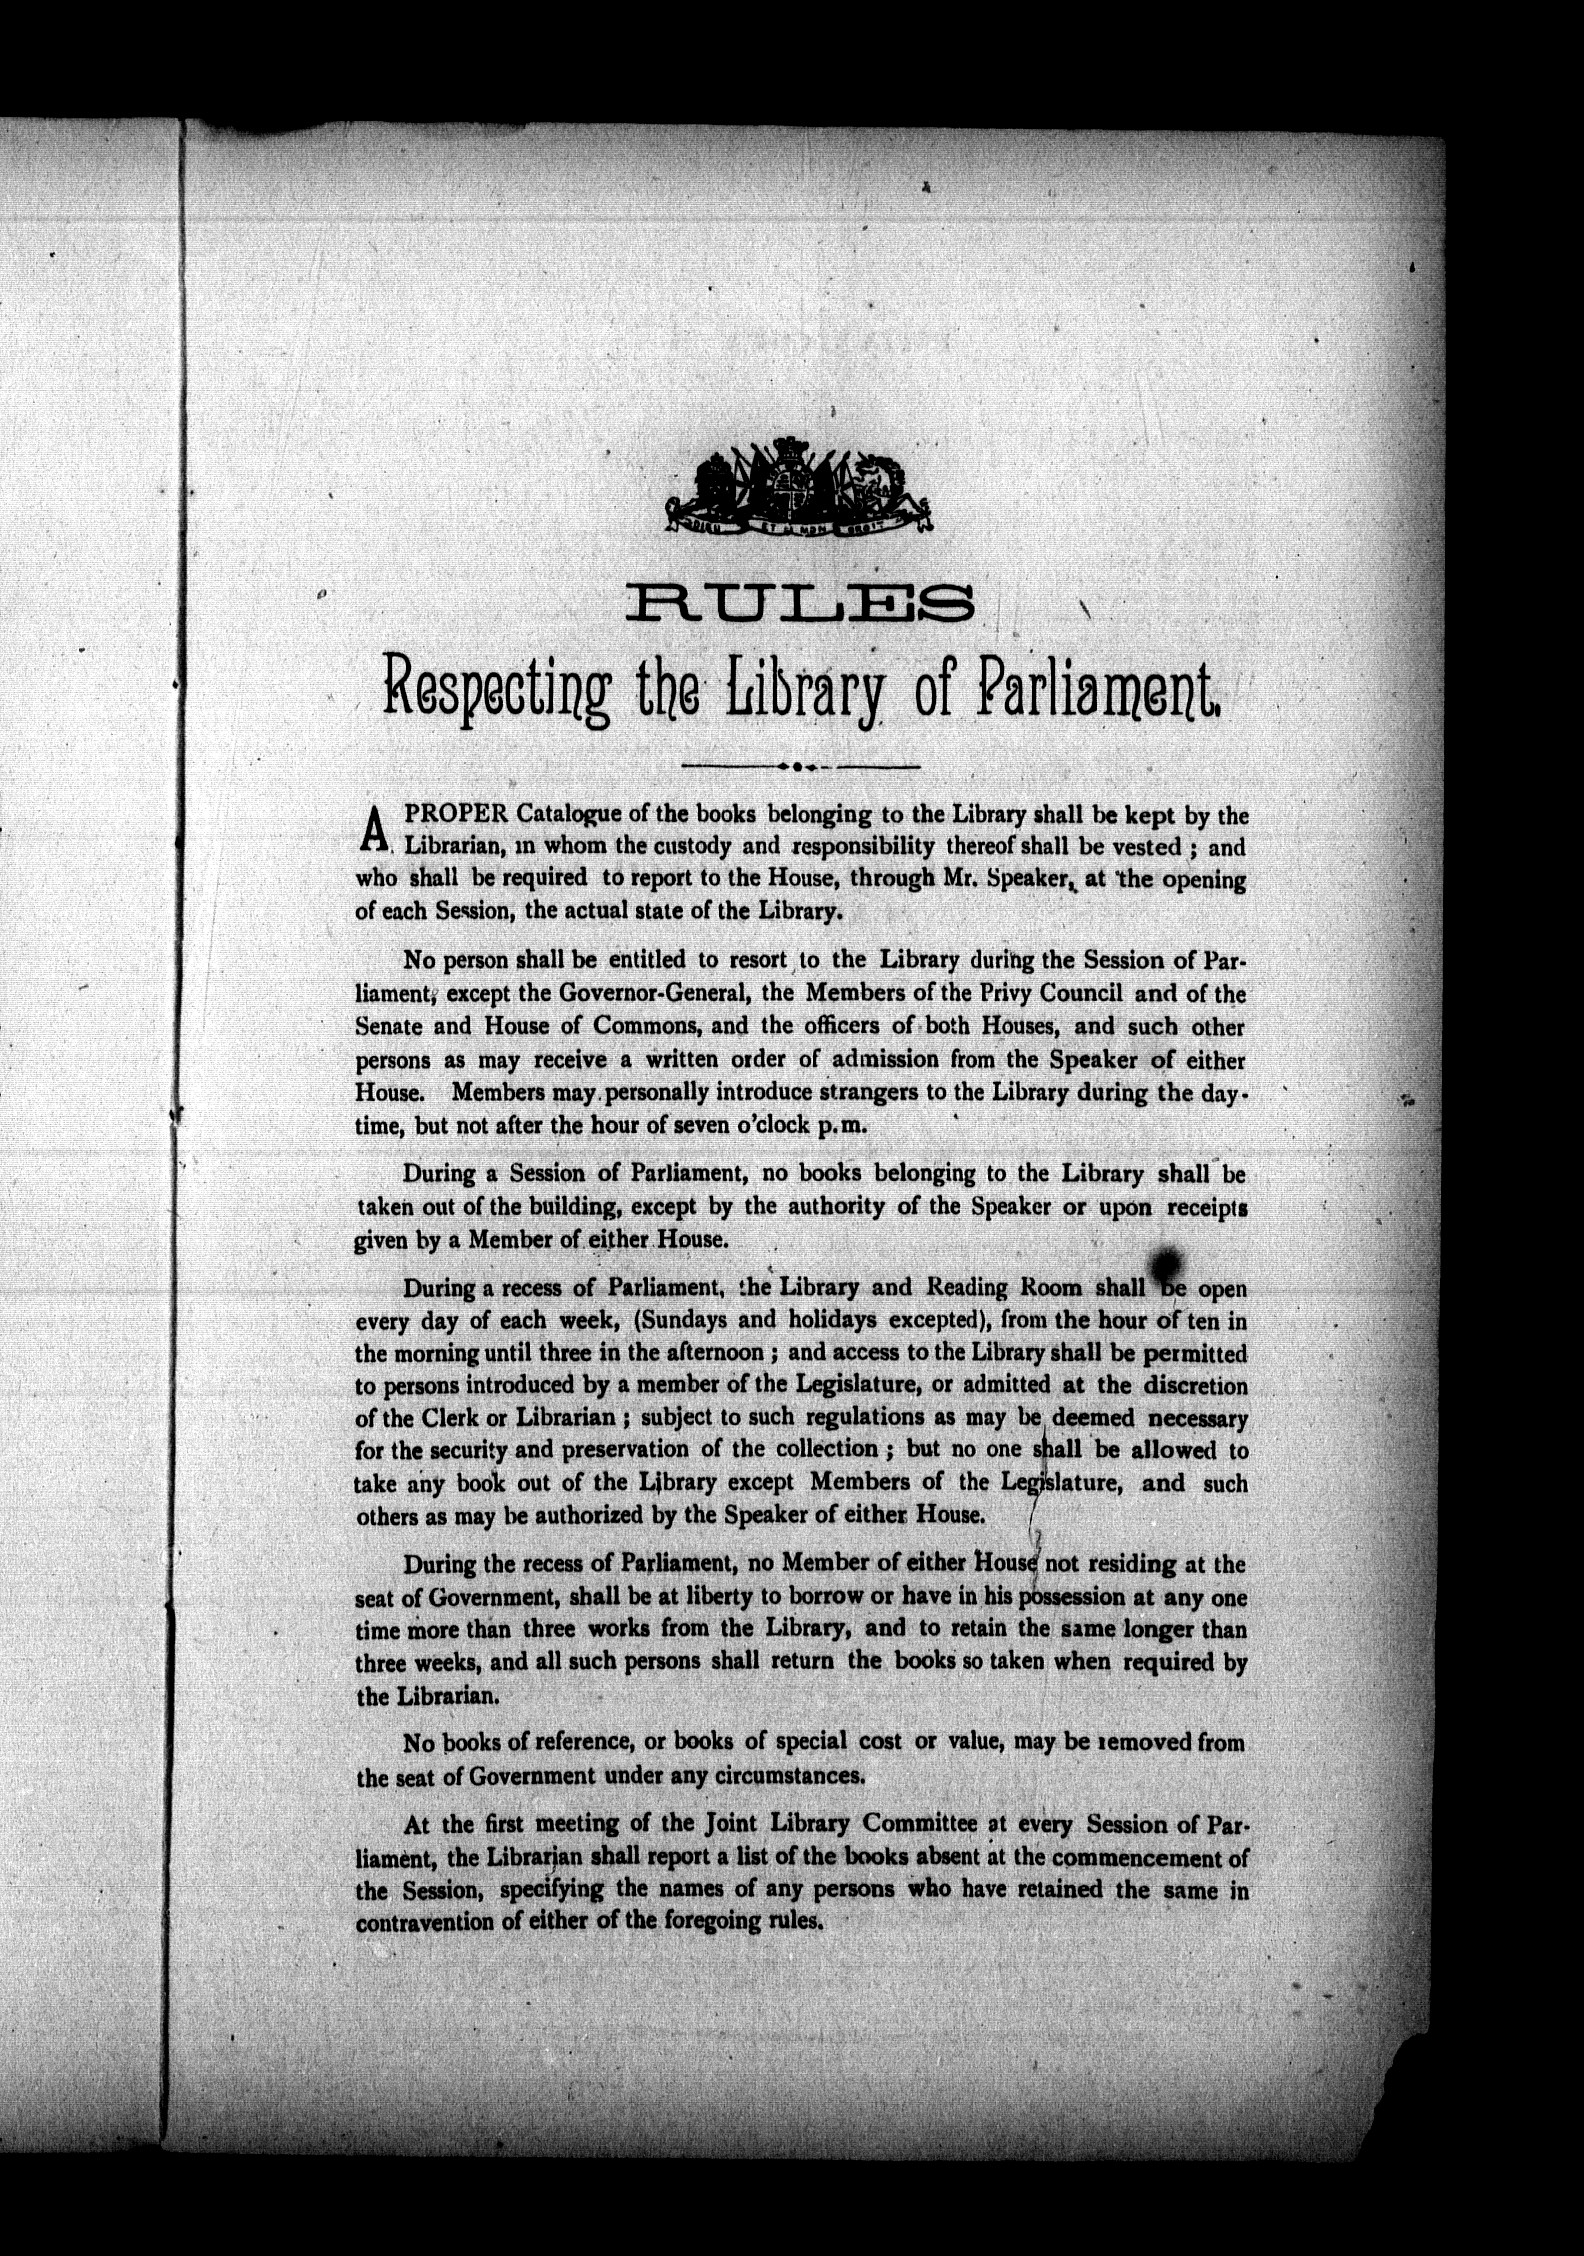 DIEU ET MON DROIT
RULES
Respecting the Library of Parliament.
A PROPER Catalogue of the books belonging to the Library shall be kept by the
Librarian, in whom the custody and responsibility thereof shall be vested ; and
who shall be required to report to the House, through Mr. Speaker, at the opening
of each Session, the actual state of the Library.
No person shall be entitled to resort to the Library during the Session of Par-
liament, except the Governor-General, the Members of the Privy Council and of the
Senate and House of Commons, and the officers of both Houses, and such other
persons as may receive a written order of admission from the Speaker of either
House. Members may personally introduce strangers to the Library during the day-
time, but not after the hour of seven o'clock p.m.
During a Session of Parliament, no books belonging to the Library shall be
taken out of the building, except by the authority of the Speaker or upon receipts
given by a Member of either House.
During a recess of Parliament, the Library and Reading Room shall be open
every day of each week, (Sundays and holidays excepted), from the hour of ten in
the morning until three in the afternoon ; and access to the Library shall be permitted
to persons introduced by a member of the Legislature, or admitted at the discretion
of the Clerk or Librarian ; subject to such regulations as may be deemed necessary
for the security and preservation of the collection ; but no one shall be allowed to
take any book out of the Library except Members of the Legislature, and such
others as may be authorized by the Speaker of either House.
During the recess of Parliament, no Member of either House not residing at the
seat of Government, shall be at liberty to borrow or have in his possession at any one
time more than three works from the Library, and to retain the same longer than
three weeks, and all such persons shall return the books so taken when required by
the Librarian.
No books of reference, or books of special cost or value, may be removed from
the seat of Government under any circumstances.
At the first meeting of the Joint Library Committee at every Session of Par-
liament, the Librarian shall report a list of the books absent at the commencement of
the Session, specifying the names of any persons who have retained the same in
contravention of either of the foregoing rules.